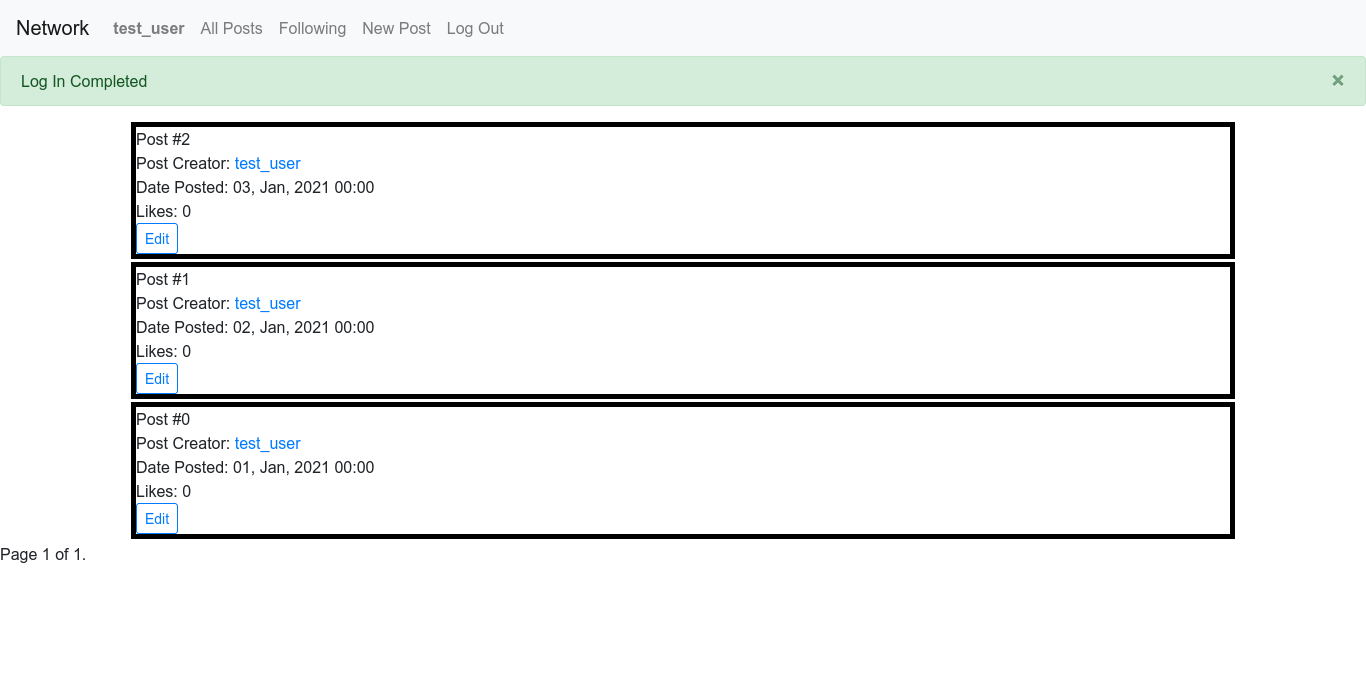 Network test_user All Posts Following New Post Log Out
Log In Completed ×
Post #2
Post Creator: test_user
Date Posted: 03, Jan, 2021 00:00
Likes: 0
Edit
Post #1
Post Creator: test_user
Date Posted: 02, Jan, 2021 00:00
Likes: 0
Edit
Post #0
Post Creator: test_user
Date Posted: 01, Jan, 2021 00:00
Likes: 0
Edit
Page 1 of 1.